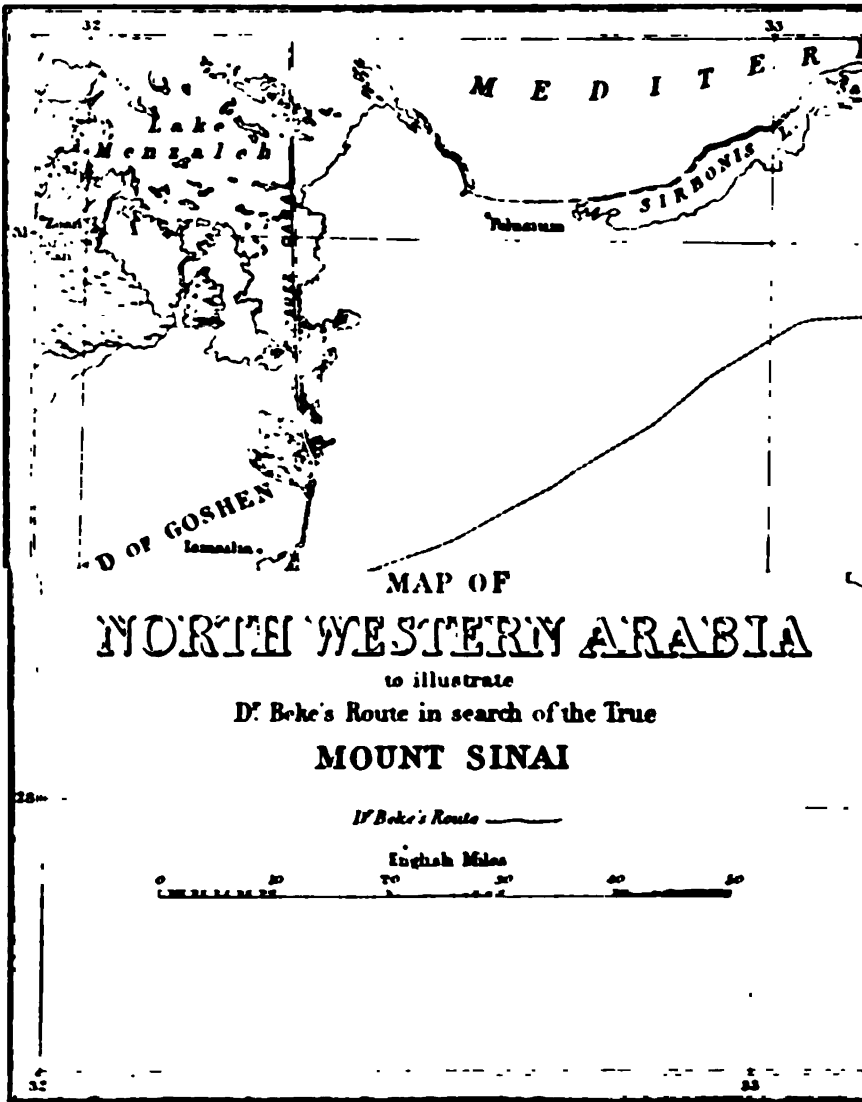 32 33
MEDITER
Lake
Menzaleh
SIRBONIS L.
Pelusium
31
D OF GOSHEN
Ismailia
MAP OF
NORTH WESTERN ARABIA
to illustrate
Dr. Beke's Route in search of the True
MOUNT SINAI
28
Dr Beke's Route
English Miles
0 10 20 30 40 50
32 33